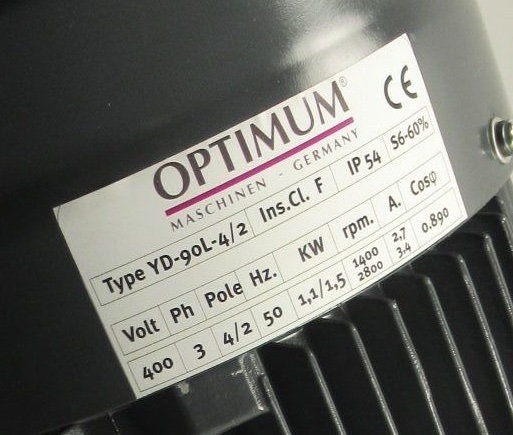 OPTIMUM®
CE
MASCHINEN - GERMANY
Type YD-90L-4/2 Ins.Cl. F IP 54 S6-60%
Volt Ph Pole Hz. KW rpm. A. Cosφ
400 3 4/2 50 1,1/1,5 1400 2,7 0.890
2800 3.4